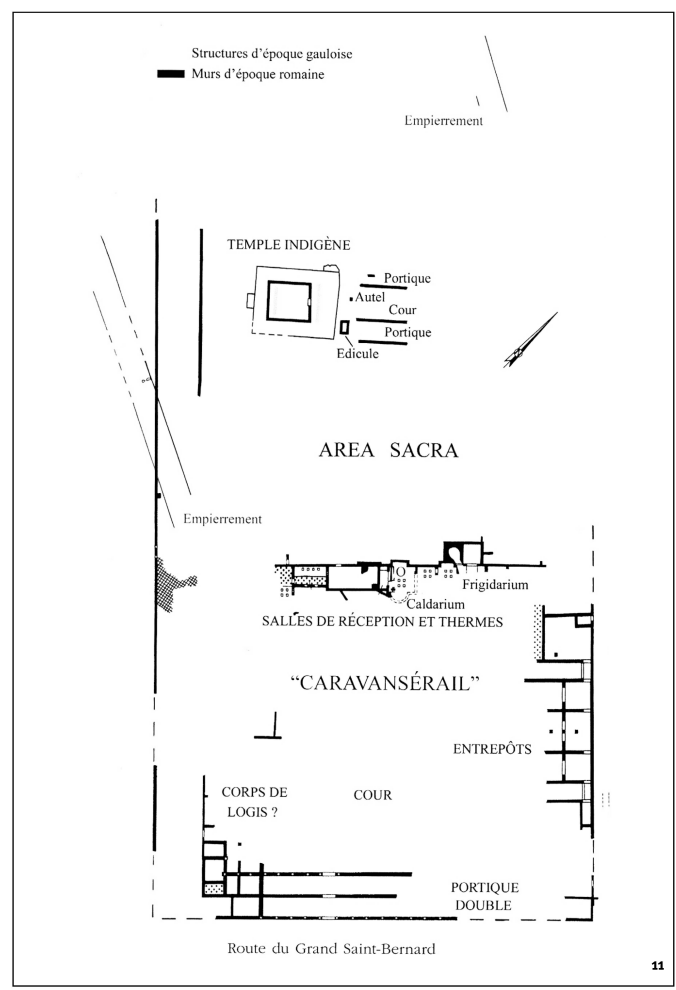 Structures d'époque gauloise
Murs d'époque romaine
Empierrement
TEMPLE INDIGÈNE
Portique
Autel
Cour
Portique
Edicule
AREA SACRA
Empierrement
Frigidarium
Caldarium
SALLES DE RÉCEPTION ET THERMES
"CARAVANSÉRAIL"
ENTREPÔTS
CORPS DE
LOGIS ?
COUR
PORTIQUE
DOUBLE
Route du Grand Saint-Bernard
11